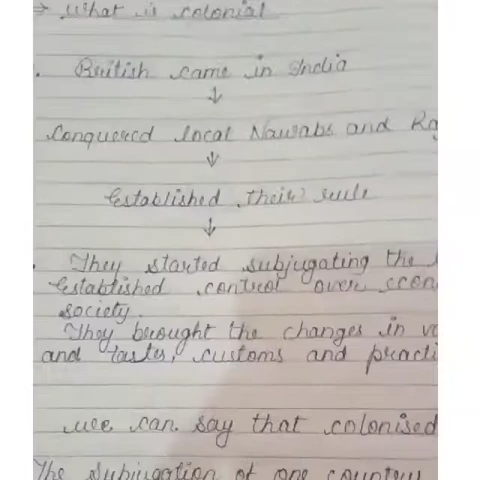 → What is colonial
. British came in India
↓
Conquered local Nawabs and
↓
Established their rule
↓
. They started subjugating the
Established control over
society.
They brought the changes in
and tastes, customs and
we can say that colonised
The subjugation of one country